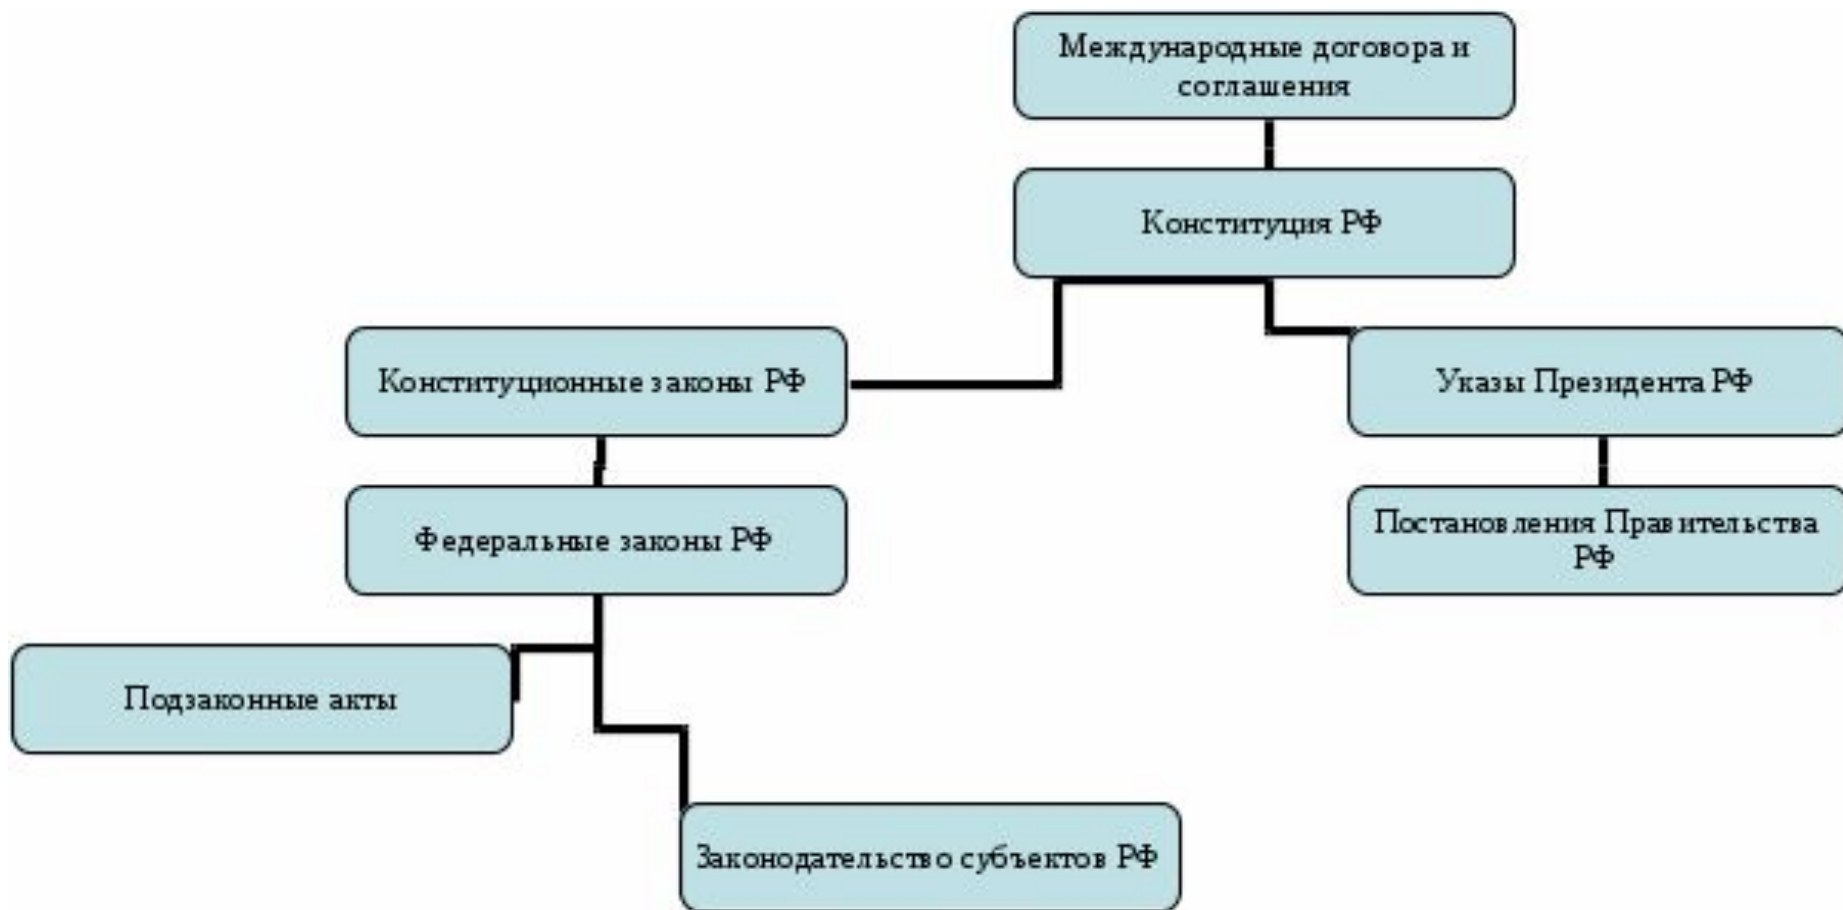 Международные договора и
соглашения
Конституция РФ
Конституционные законы РФ
Указы Президента РФ
Федеральные законы РФ
Постановления Правительства
РФ
Подзаконные акты
Законодательство субъектов РФ